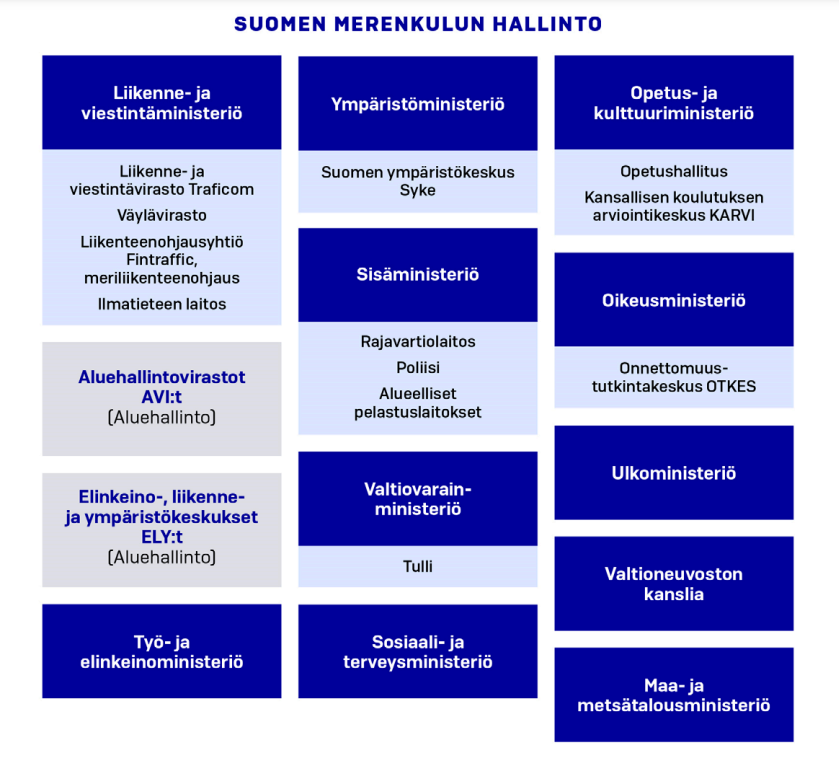 SUOMEN MERENKULUN HALLINTO
Liikenne- ja
viestintäministeriö
Liikenne- ja
viestintävirasto Traficom
Väylävirasto
Liikenteenohjausyhtiö
Fintraffic,
meriliikenteenohjaus
Ilmatieteen laitos
Aluehallintovirastot
AVI:t
(Aluehallinto)
Elinkeino-, liikenne-
ja ympäristökeskukset
ELY:t
(Aluehallinto)
Työ- ja
elinkeinoministeriö
Ympäristöministeriö
Suomen ympäristökeskus
Syke
Sisäministeriö
Rajavartiolaitos
Poliisi
Alueelliset
pelastuslaitokset
Valtiovarain-
ministeriö
Tulli
Sosiaali- ja
terveysministeriö
Opetus- ja
kulttuuriministeriö
Opetushallitus
Kansallisen koulutuksen
arviointikeskus KARVI
Oikeusministeriö
Onnettomuus-
tutkintakeskus OTKES
Ulkoministeriö
Valtioneuvoston
kanslia
Maa- ja
metsätalousministeriö